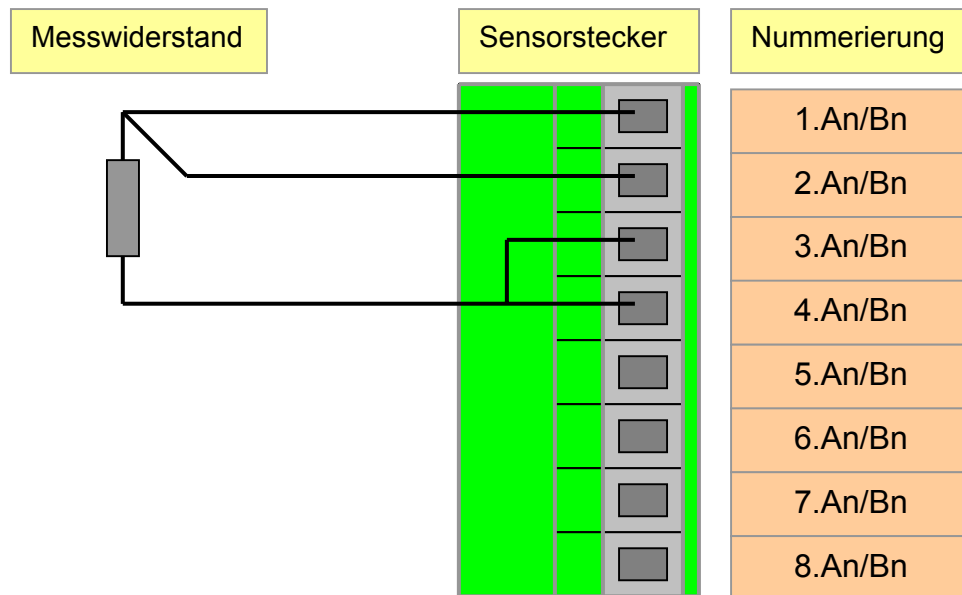 Messwiderstand
Sensorstecker
Nummerierung
1.An/Bn
2.An/Bn
3.An/Bn
4.An/Bn
5.An/Bn
6.An/Bn
7.An/Bn
8.An/Bn